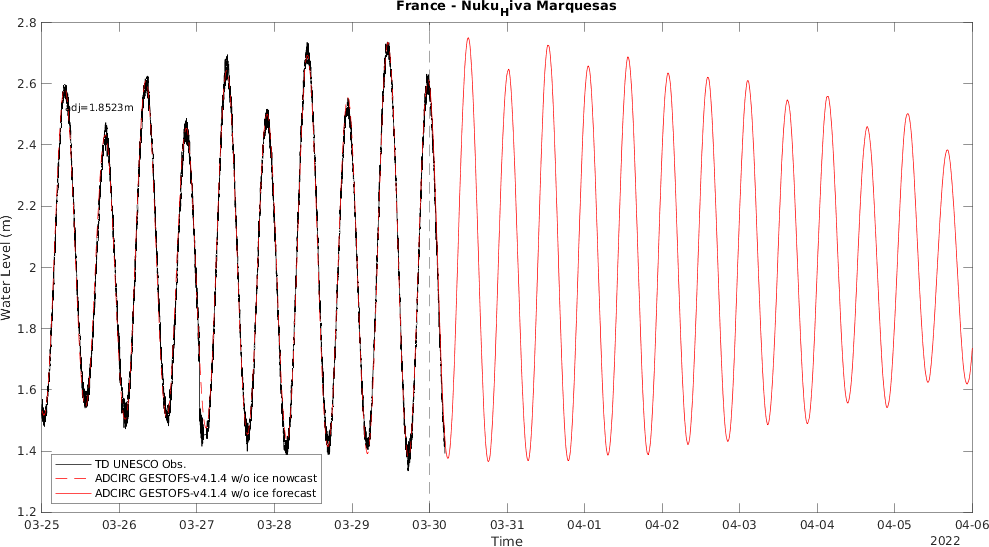 France - Nuku_Hiva Marquesas
2.8
2.6
adj=1.8523m
2.4
2.2
Water Level (m)
2
1.8
1.6
1.4
TD UNESCO Obs.
ADCIRC GESTOFS-v4.1.4 w/o ice nowcast
ADCIRC GESTOFS-v4.1.4 w/o ice forecast
1.2
03-25 03-26 03-27 03-28 03-29 03-30 03-31 04-01 04-02 04-03 04-04 04-05 04-06
Time
2022